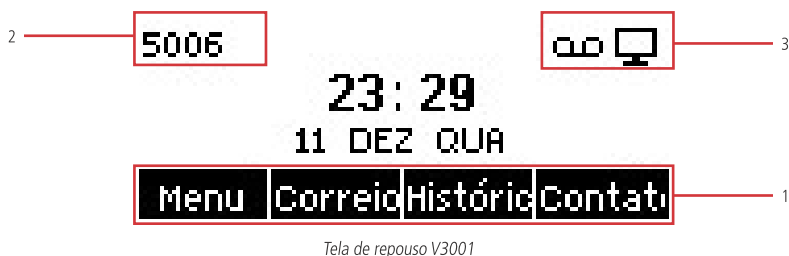 2
5006
3
23:29
11 DEZ QUA
Menu Correio Históric Contat
1
Tela de repouso V3001